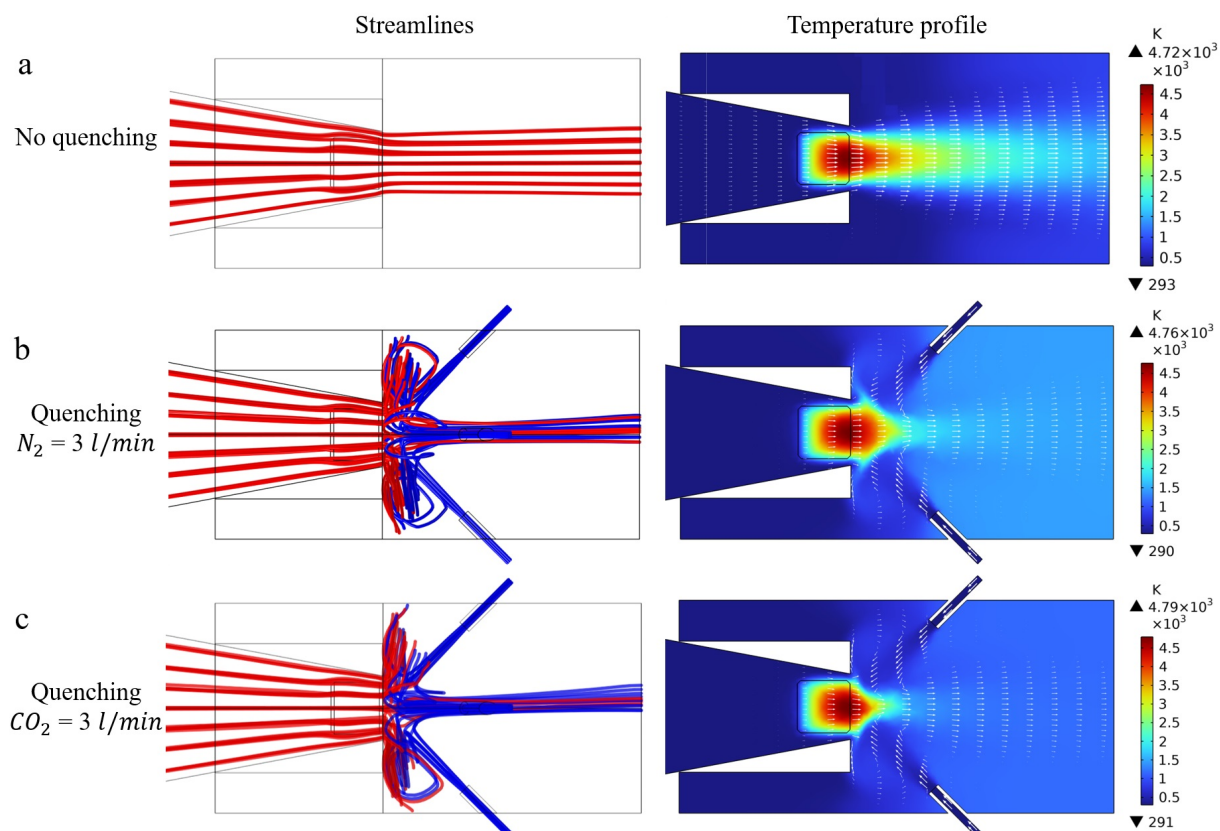 Streamlines
Temperature profile
a
No quenching
K
▲ 4.72×10³
×10³
4.5
4
3.5
3
2.5
2
1.5
1
0.5
▼ 293
b
Quenching
N₂ = 3 l/min
K
▲ 4.76×10³
×10³
4.5
4
3.5
3
2.5
2
1.5
1
0.5
▼ 290
c
Quenching
CO₂ = 3 l/min
K
▲ 4.79×10³
×10³
4.5
4
3.5
3
2.5
2
1.5
1
0.5
▼ 291